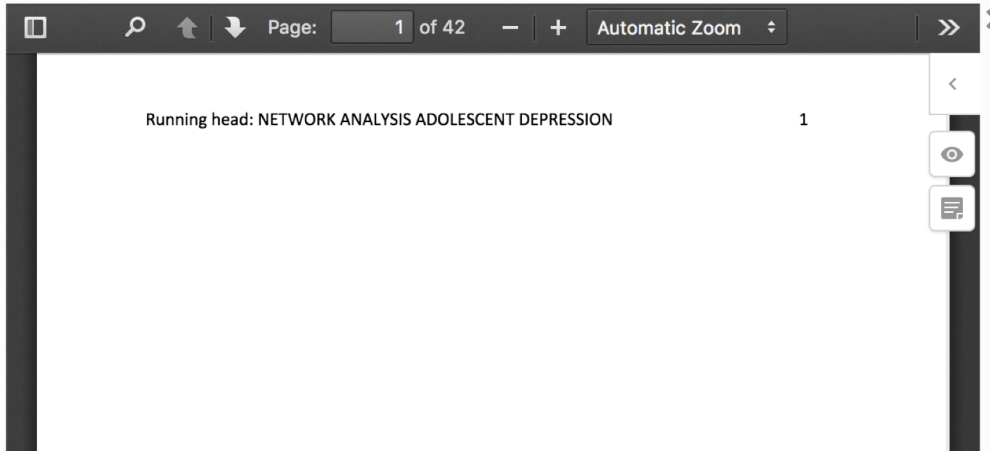 Page: 1 of 42 Automatic Zoom
Running head: NETWORK ANALYSIS ADOLESCENT DEPRESSION 1